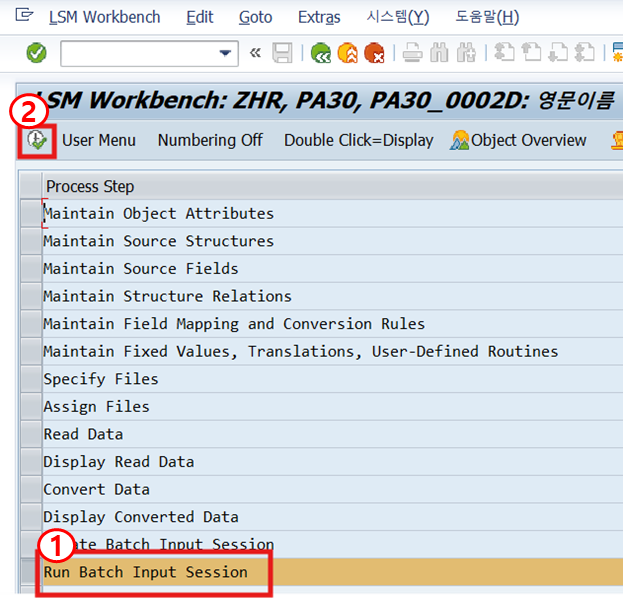 LSM Workbench Edit Goto Extras 시스템(Y) 도움말(H)
LSM Workbench: ZHR, PA30, PA30_0002D: 영문이름
2
User Menu Numbering Off Double Click=Display Object Overview
Process Step
Maintain Object Attributes
Maintain Source Structures
Maintain Source Fields
Maintain Structure Relations
Maintain Field Mapping and Conversion Rules
Maintain Fixed Values, Translations, User-Defined Routines
Specify Files
Assign Files
Read Data
Display Read Data
Convert Data
Display Converted Data
1
Batch Input Session
Run Batch Input Session